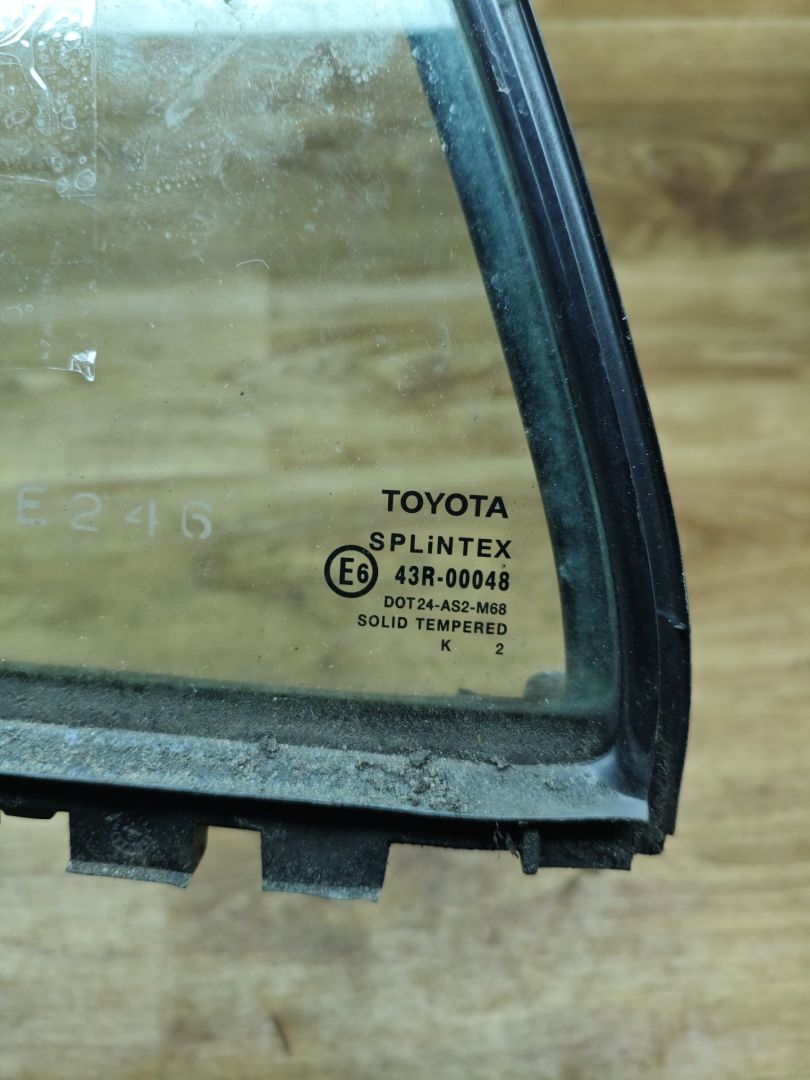 E246
TOYOTA
SPLiNTEX
E6 43R-00048
DOT24-AS2-M68
SOLID TEMPERED
K 2